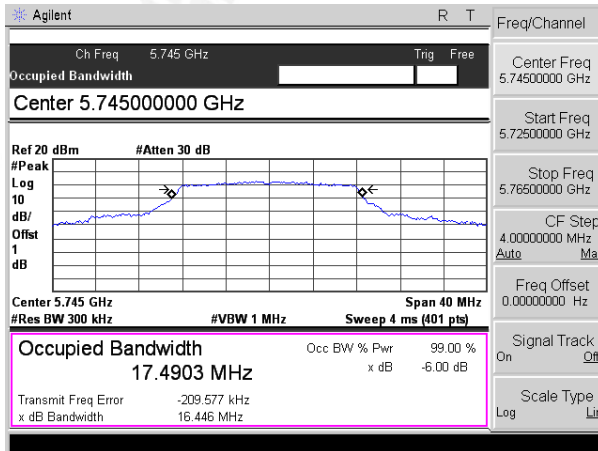 Agilent R T
Ch Freq 5.745 GHz Trig Free
Occupied Bandwidth
Center 5.745000000 GHz
Ref 20 dBm #Atten 30 dB
#Peak
Log
10
dB/
Offst
1
dB
Center 5.745 GHz Span 40 MHz
#Res BW 300 kHz #VBW 1 MHz Sweep 4 ms (401 pts)
Occupied Bandwidth Occ BW % Pwr 99.00 %
17.4903 MHz x dB -6.00 dB
Transmit Freq Error -209.577 kHz
x dB Bandwidth 16.446 MHz
Freq/Channel
Center Freq
5.74500000 GHz
Start Freq
5.72500000 GHz
Stop Freq
5.76500000 GHz
CF Step
4.00000000 MHz
Auto Ma
Freq Offset
0.00000000 Hz
Signal Track
On Off
Scale Type
Log Li